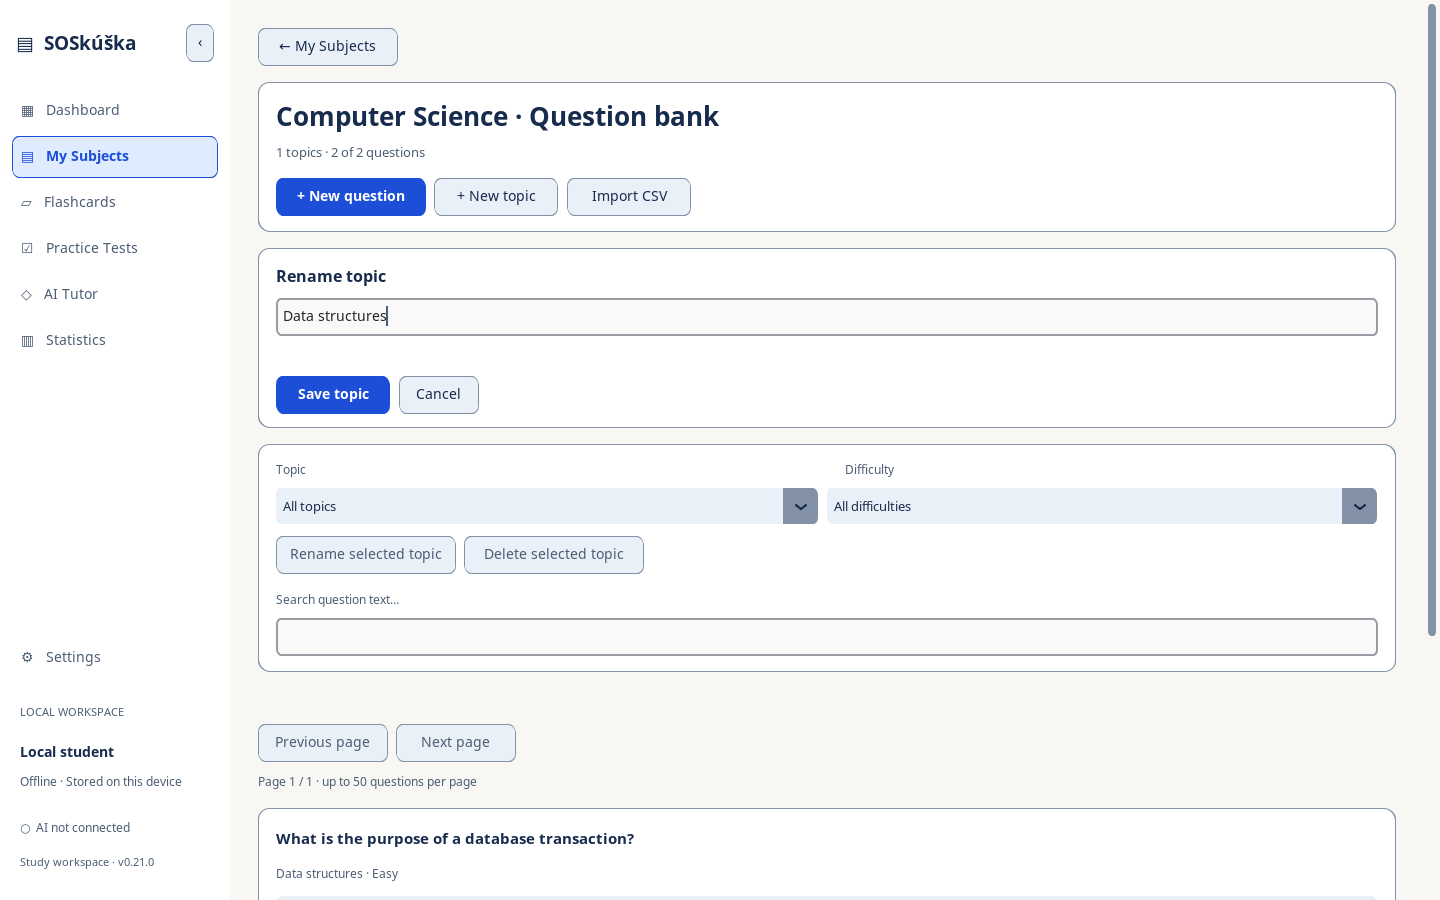 SOSkúška
Dashboard
My Subjects
Flashcards
Practice Tests
AI Tutor
Statistics
Settings
LOCAL WORKSPACE
Local student
Offline · Stored on this device
AI not connected
Study workspace · v0.21.0
← My Subjects
Computer Science · Question bank
1 topics · 2 of 2 questions
+ New question
+ New topic
Import CSV
Rename topic
Data structures
Save topic
Cancel
Topic
Difficulty
All topics
All difficulties
Rename selected topic
Delete selected topic
Search question text...
Previous page
Next page
Page 1 / 1 · up to 50 questions per page
What is the purpose of a database transaction?
Data structures · Easy